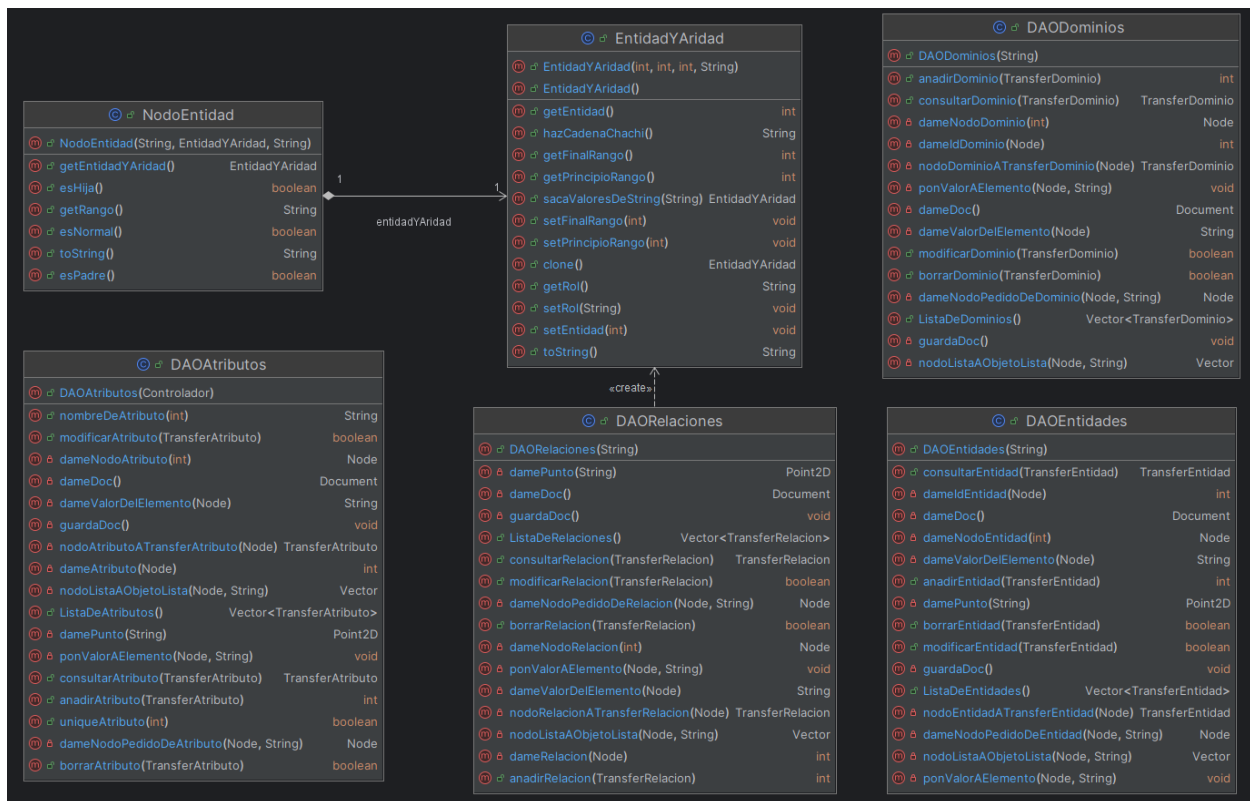 NodoEntidad
NodoEntidad(String, EntidadYAridad, String)
getEntidadYAridad() EntidadYAridad
esHija() boolean
getRango() String
esNormal() boolean
toString() String
esPadre() boolean
1
1
entidadYAridad
EntidadYAridad
EntidadYAridad(int, int, int, String)
EntidadYAridad()
getEntidad() int
hazCadenaChachi() String
getFinalRango() int
getPrincipioRango() int
sacaValoresDeString(String) EntidadYAridad
setFinalRango(int) void
setPrincipioRango(int) void
clone() EntidadYAridad
getRol() String
setRol(String) void
setEntidad(int) void
toString() String
«create»
DAODominios
DAODominios(String)
anadirDominio(TransferDominio) int
consultarDominio(TransferDominio) TransferDominio
dameNodoDominio(int) Node
dameIdDominio(Node) int
nodoDominioATransferDominio(Node) TransferDominio
ponValorAElemento(Node, String) void
dameDoc() Document
dameValorDelElemento(Node) String
modificarDominio(TransferDominio) boolean
borrarDominio(TransferDominio) boolean
dameNodoPedidoDeDominio(Node, String) Node
ListaDeDominios() Vector<TransferDominio>
guardaDoc() void
nodoListaAObjetoLista(Node, String) Vector
DAOAtributos
DAOAtributos(Controlador)
nombreDeAtributo(int) String
modificarAtributo(TransferAtributo) boolean
dameNodoAtributo(int) Node
dameDoc() Document
dameValorDelElemento(Node) String
guardaDoc() void
nodoAtributoATransferAtributo(Node) TransferAtributo
dameAtributo(Node) int
nodoListaAObjetoLista(Node, String) Vector
ListaDeAtributos() Vector<TransferAtributo>
damePunto(String) Point2D
ponValorAElemento(Node, String) void
consultarAtributo(TransferAtributo) TransferAtributo
anadirAtributo(TransferAtributo) int
uniqueAtributo(int) boolean
dameNodoPedidoDeAtributo(Node, String) Node
borrarAtributo(TransferAtributo) boolean
DAORelaciones
DAORelaciones(String)
damePunto(String) Point2D
dameDoc() Document
guardaDoc() void
ListaDeRelaciones() Vector<TransferRelacion>
consultarRelacion(TransferRelacion) TransferRelacion
modificarRelacion(TransferRelacion) boolean
dameNodoPedidoDeRelacion(Node, String) Node
borrarRelacion(TransferRelacion) boolean
dameNodoRelacion(int) Node
ponValorAElemento(Node, String) void
dameValorDelElemento(Node) String
nodoRelacionATransferRelacion(Node) TransferRelacion
nodoListaAObjetoLista(Node, String) Vector
dameRelacion(Node) int
anadirRelacion(TransferRelacion) int
DAOEntidades
DAOEntidades(String)
consultarEntidad(TransferEntidad) TransferEntidad
dameIdEntidad(Node) int
dameDoc() Document
dameNodoEntidad(int) Node
dameValorDelElemento(Node) String
anadirEntidad(TransferEntidad) int
damePunto(String) Point2D
borrarEntidad(TransferEntidad) boolean
modificarEntidad(TransferEntidad) boolean
guardaDoc() void
ListaDeEntidades() Vector<TransferEntidad>
nodoEntidadATransferEntidad(Node) TransferEntidad
dameNodoPedidoDeEntidad(Node, String) Node
nodoListaAObjetoLista(Node, String) Vector
ponValorAElemento(Node, String) void